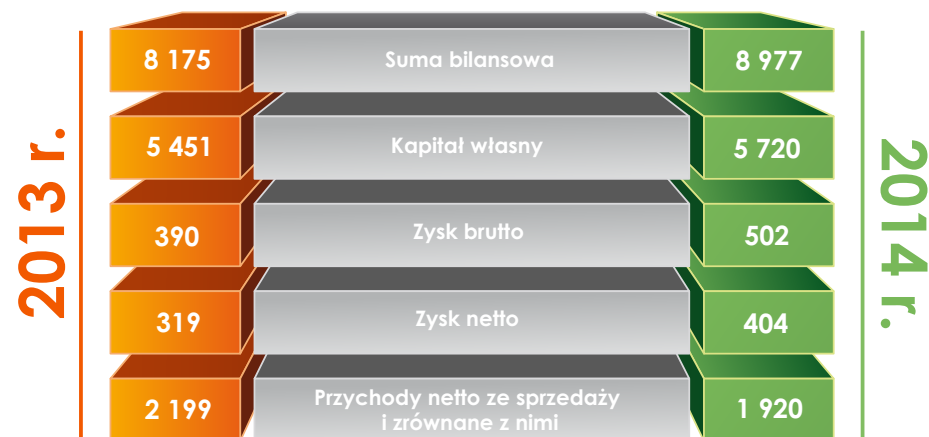 2013 r.
8 175 Suma bilansowa 8 977
5 451 Kapitał własny 5 720
390 Zysk brutto 502
319 Zysk netto 404
2 199 Przychody netto ze sprzedaży 1 920
i zrównane z nimi
2014 r.